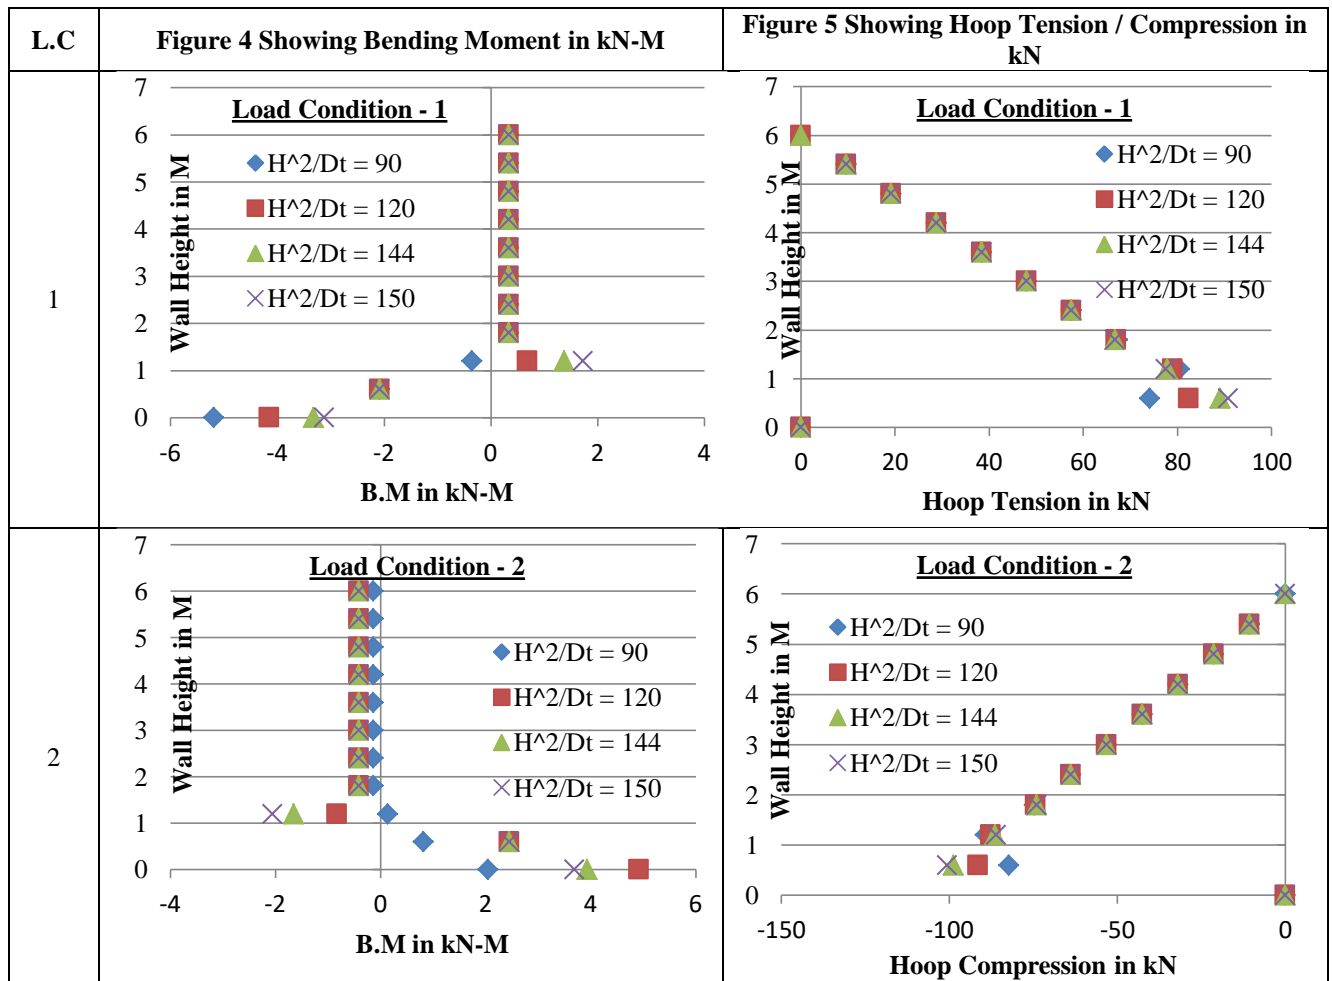 L.C
Figure 4 Showing Bending Moment in kN-M
Figure 5 Showing Hoop Tension / Compression in
kN
1
Load Condition - 1
Wall Height in M
7
6
5
4
3
2
1
0
H^2/Dt = 90
H^2/Dt = 120
H^2/Dt = 144
H^2/Dt = 150
-6 -4 -2 0 2 4
B.M in kN-M
Load Condition - 1
Wall Height in M
7
6
5
4
3
2
1
0
H^2/Dt = 90
H^2/Dt = 120
H^2/Dt = 144
H^2/Dt = 150
0 20 40 60 80 100
Hoop Tension in kN
2
Load Condition - 2
Wall Height in M
7
6
5
4
3
2
1
0
H^2/Dt = 90
H^2/Dt = 120
H^2/Dt = 144
H^2/Dt = 150
-4 -2 0 2 4 6
B.M in kN-M
Load Condition - 2
Wall Height in M
7
6
5
4
3
2
1
0
H^2/Dt = 90
H^2/Dt = 120
H^2/Dt = 144
H^2/Dt = 150
-150 -100 -50 0
Hoop Compression in kN